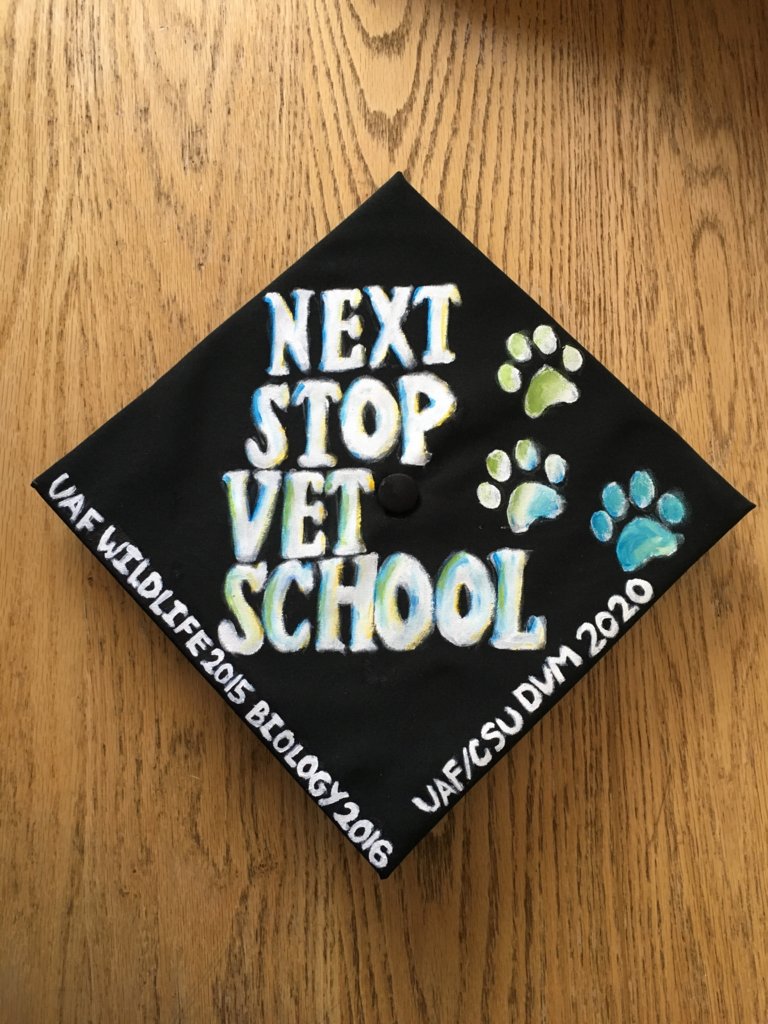 NEXT
STOP
VET
SCHOOL
UAF WILDLIFE 2015 BIOLOGY 2016
UAF/CSU DVM 2020